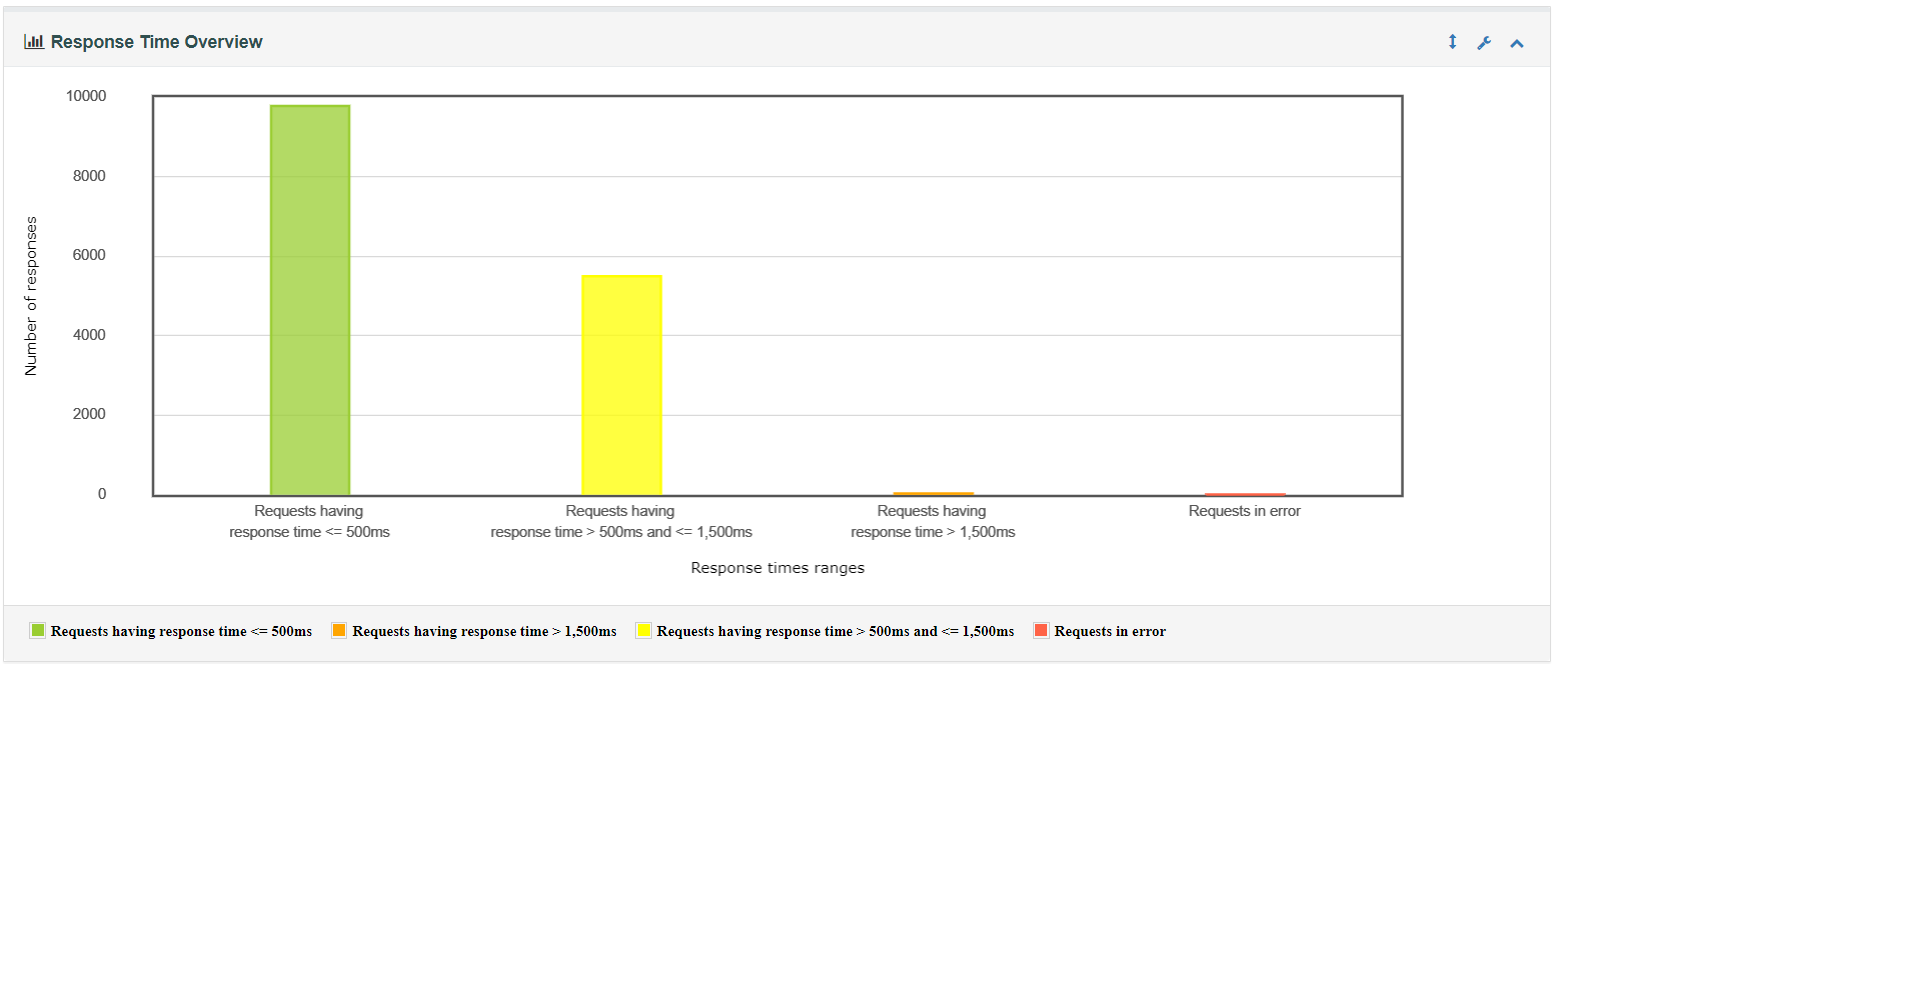 Response Time Overview
10000
8000
6000
4000
2000
0
Number of responses
Requests having
response time <= 500ms
Requests having
response time > 500ms and <= 1,500ms
Requests having
response time > 1,500ms
Requests in error
Response times ranges
Requests having response time <= 500ms
Requests having response time > 1,500ms
Requests having response time > 500ms and <= 1,500ms
Requests in error